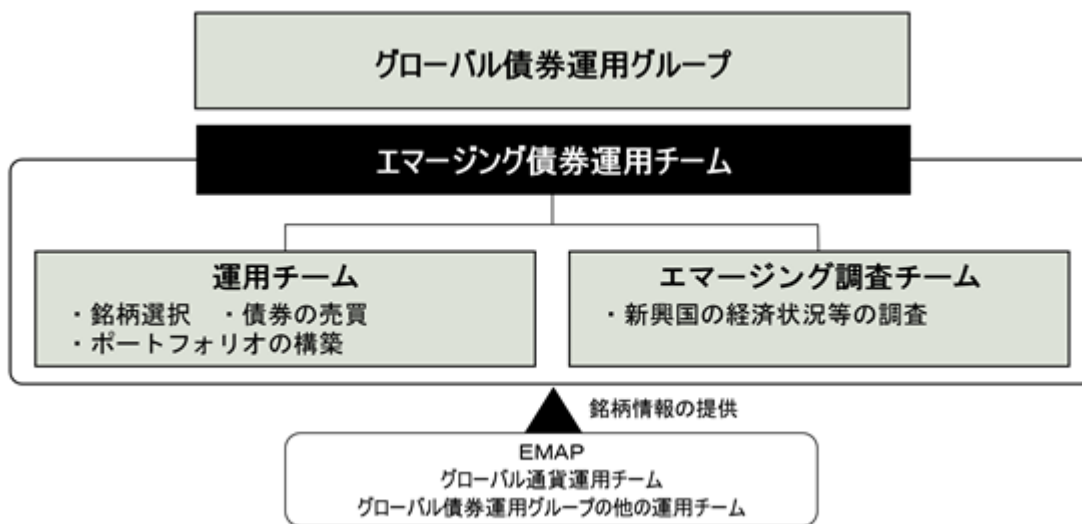 グローバル債券運用グループ
エマージング債券運用チーム
運用チーム
・銘柄選択 ・債券の売買
・ポートフォリオの構築
エマージング調査チーム
・新興国の経済状況等の調査
銘柄情報の提供
EMAP
グローバル通貨運用チーム
グローバル債券運用グループの他の運用チーム